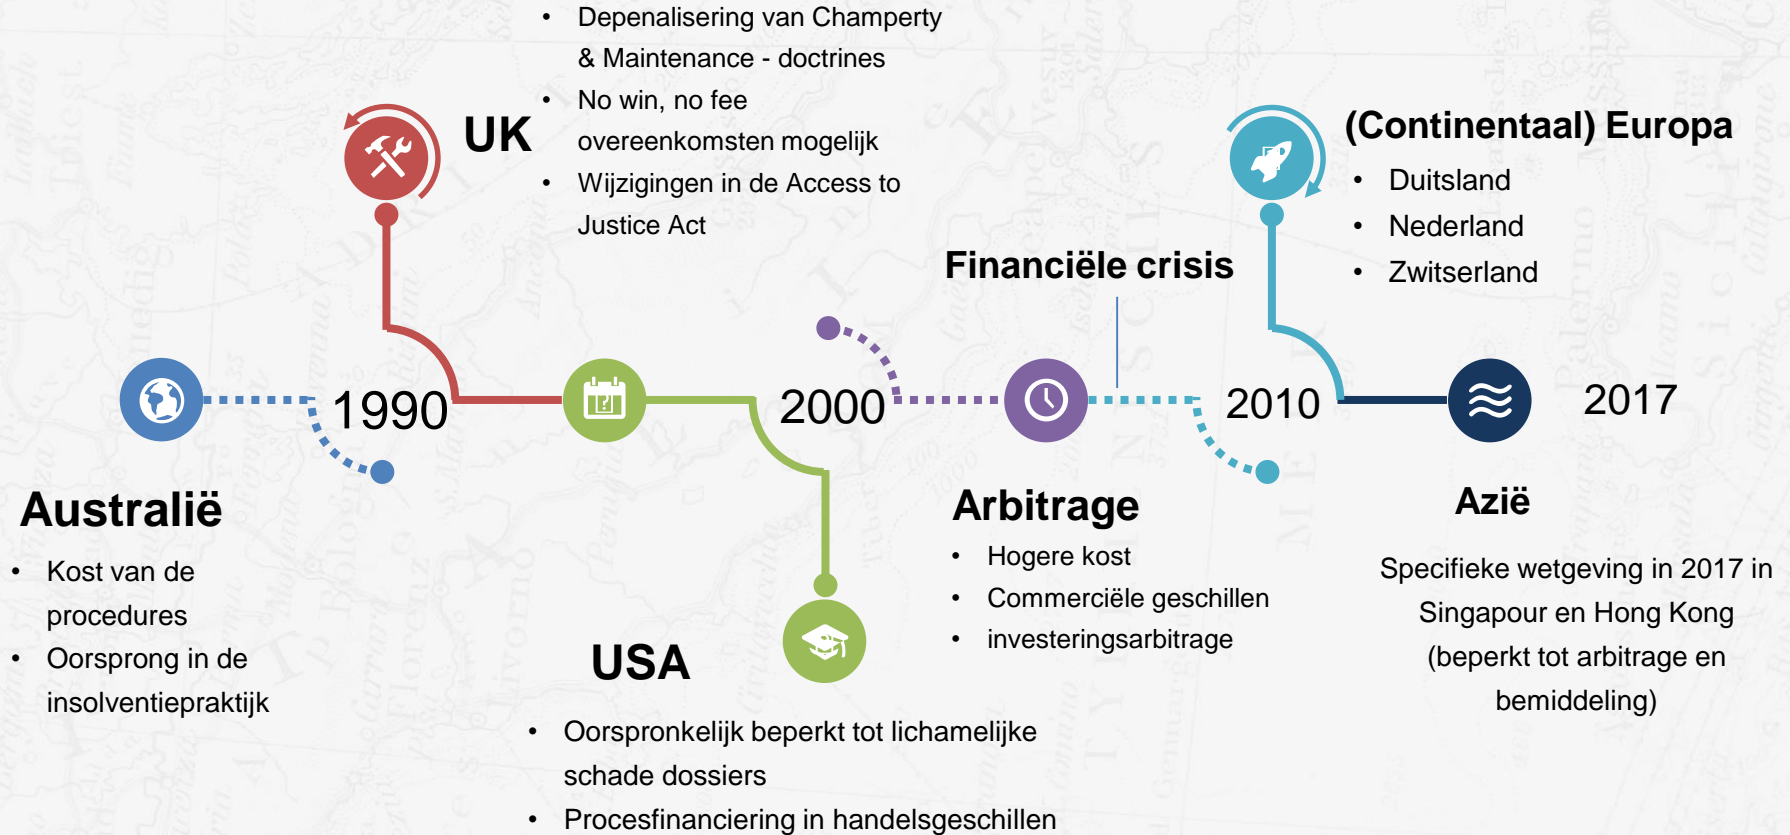 • Depenalisering van Champerty
& Maintenance - doctrines
• No win, no fee
overeenkomsten mogelijk
• Wijzigingen in de Access to
Justice Act
UK
(Continentaal) Europa
• Duitsland
• Nederland
• Zwitserland
Financiële crisis
1990
2000
2010
2017
Australië
• Kost van de
procedures
• Oorsprong in de
insolventiepraktijk
USA
• Oorspronkelijk beperkt tot lichamelijke
schade dossiers
• Procesfinanciering in handelsgeschillen
Arbitrage
• Hogere kost
• Commerciële geschillen
• investeringsarbitrage
Azië
Specifieke wetgeving in 2017 in
Singapour en Hong Kong
(beperkt tot arbitrage en
bemiddeling)